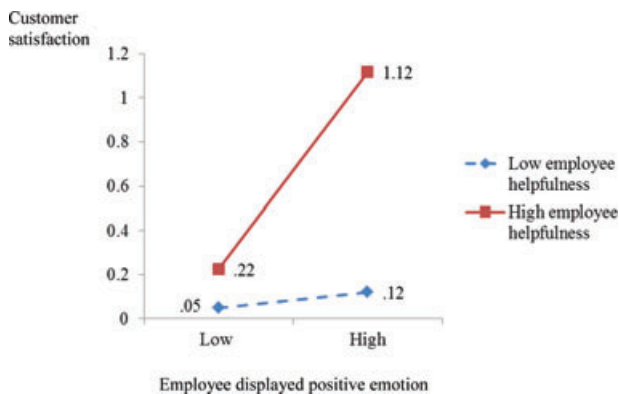 Customer
satisfaction
1.2
1
0.8
0.6
0.4
0.2
0
1.12
.22
.05
.12
Low
High
Employee displayed positive emotion
Low employee
helpfulness
High employee
helpfulness